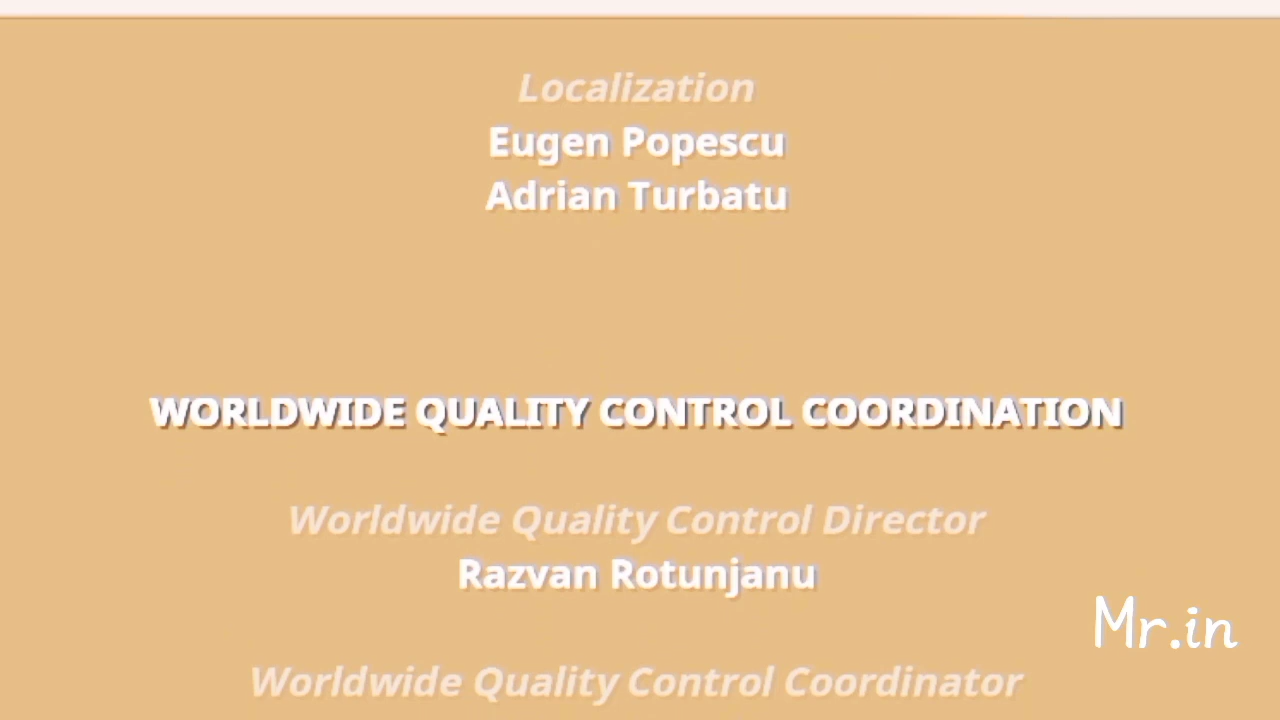 Localization
Eugen Popescu
Adrian Turbatu
WORLDWIDE QUALITY CONTROL COORDINATION
Worldwide Quality Control Director
Razvan Rotunjanu
Mr.in
Worldwide Quality Control Coordinator